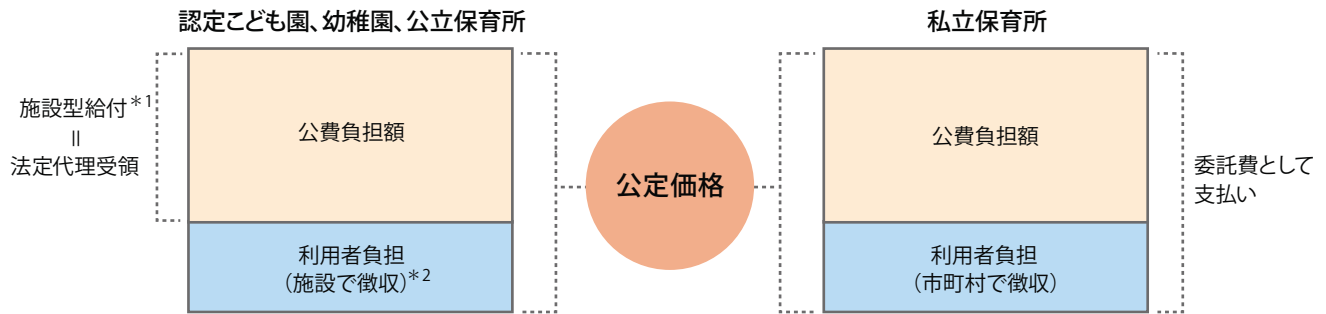 認定こども園、幼稚園、公立保育所
施設型給付＊1
＝
法定代理受領
公費負担額
利用者負担
（施設で徴収）＊2
公定価格
私立保育所
公費負担額
利用者負担
（市町村で徴収）
委託費として
支払い